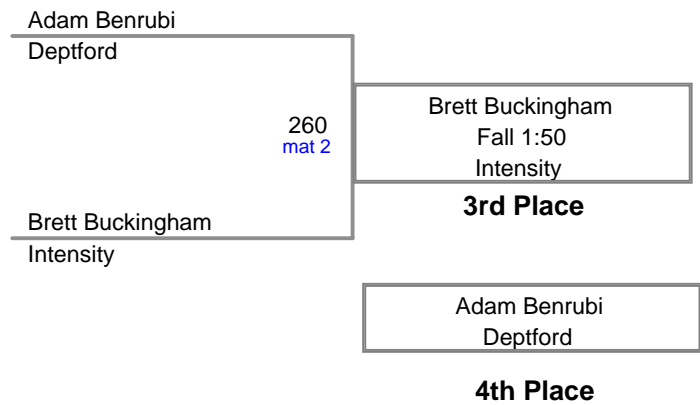 Adam Benrubi
Deptford
260
mat 2
Brett Buckingham
Intensity
Brett Buckingham
Fall 1:50
Intensity
3rd Place
Adam Benrubi
Deptford
4th Place